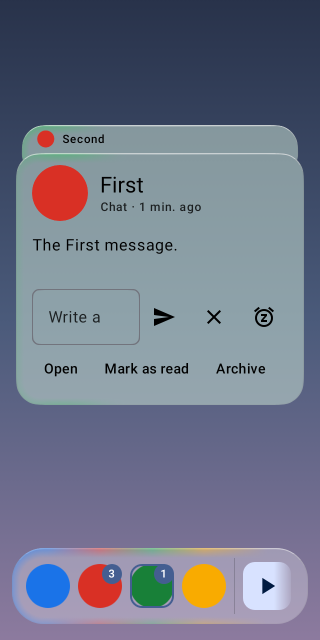 Second
First
Chat · 1 min. ago
The First message.
Write a
Open Mark as read Archive
3 1